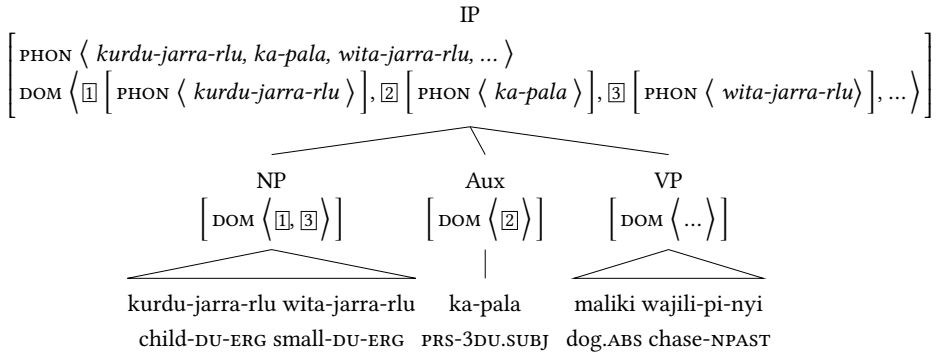 IP
PHON ⟨ kurdu-jarra-rlu, ka-pala, wita-jarra-rlu, … ⟩
DOM ⟨ 1 [ PHON ⟨ kurdu-jarra-rlu ⟩ ], 2 [ PHON ⟨ ka-pala ⟩ ], 3 [ PHON ⟨ wita-jarra-rlu⟩ ], … ⟩
NP Aux VP
[ DOM ⟨ 1, 3 ⟩ ] [ DOM ⟨ 2 ⟩ ] [ DOM ⟨ … ⟩ ]
kurdu-jarra-rlu wita-jarra-rlu ka-pala maliki wajili-pi-nyi
child-DU-ERG small-DU-ERG PRS-3DU.SUBJ dog.ABS chase-NPAST